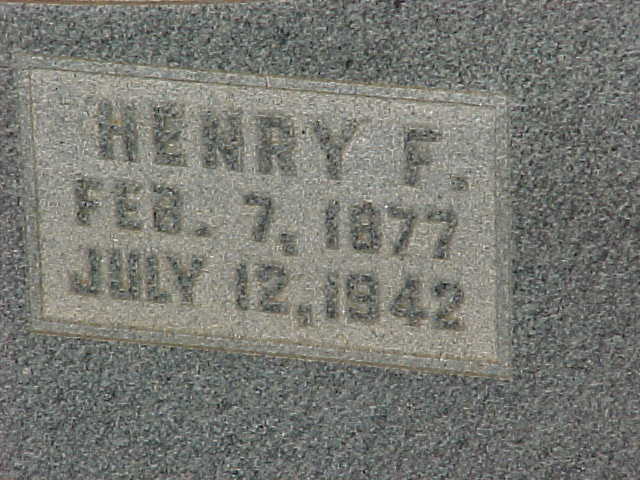 HENRY F.
FEB. 7, 1877
JULY 12, 1942